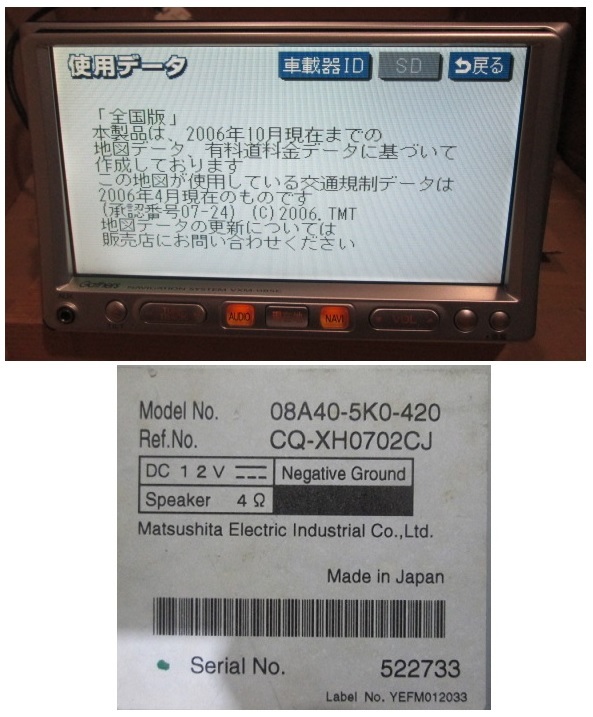 使用データ
車載器ID
SD
戻る
「全国版」
本製品は、2006年10月現在までの
地図データ、有料道料金データに基づいて
作成しております
この地図が使用している交通規制データは
2006年4月現在のものです
(承認番号07-24) (C)2006.TMT
地図データの更新については
販売店にお問い合わせください
Gathers NAVIGATION SYSTEM
AUDIO
NAVI
Model No. 08A40-5K0-420
Ref.No. CQ-XH0702CJ
DC 12V Negative Ground
Speaker 4Ω
Matsushita Electric Industrial Co.,Ltd.
Made in Japan
Serial No. 522733
Label No. YEFM012033